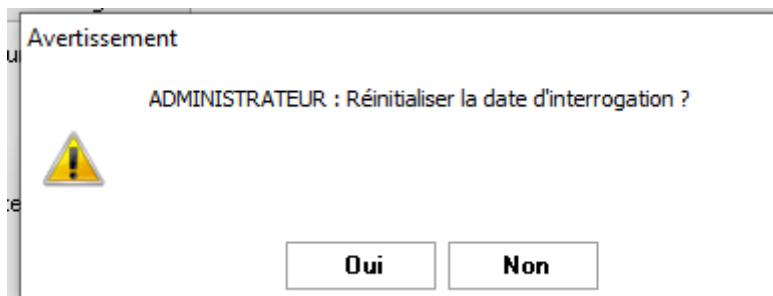 Avertissement
ADMINISTRATEUR : Réinitialiser la date d'interrogation ?
Oui
Non